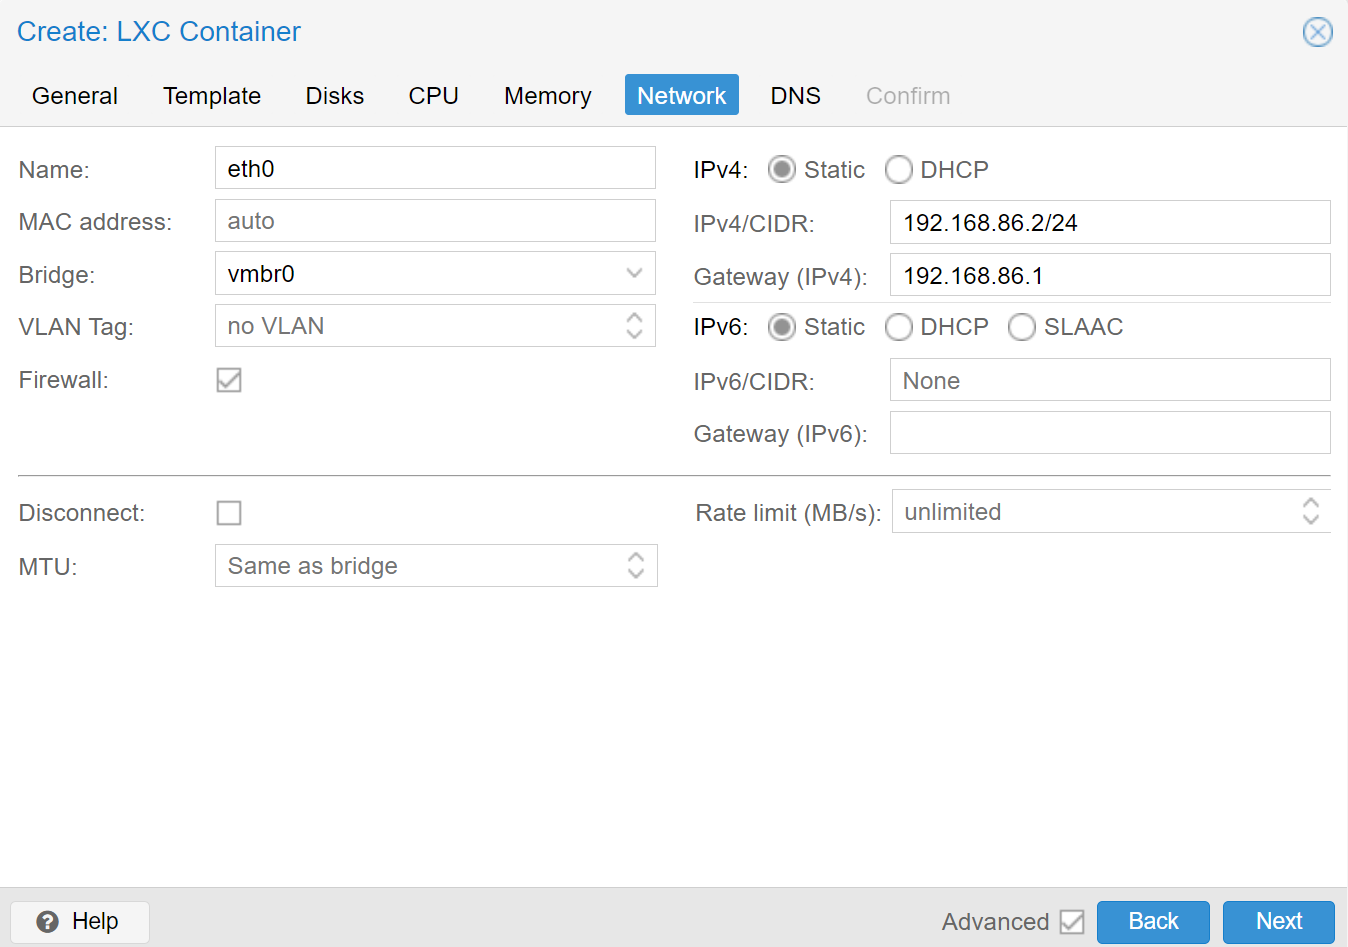 Create: LXC Container
General Template Disks CPU Memory Network DNS Confirm
Name: eth0
MAC address: auto
Bridge: vmbr0
VLAN Tag: no VLAN
Firewall:
IPv4: Static DHCP
IPv4/CIDR: 192.168.86.2/24
Gateway (IPv4): 192.168.86.1
IPv6: Static DHCP SLAAC
IPv6/CIDR: None
Gateway (IPv6):
Disconnect:
Rate limit (MB/s): unlimited
MTU: Same as bridge
? Help
Advanced Back Next